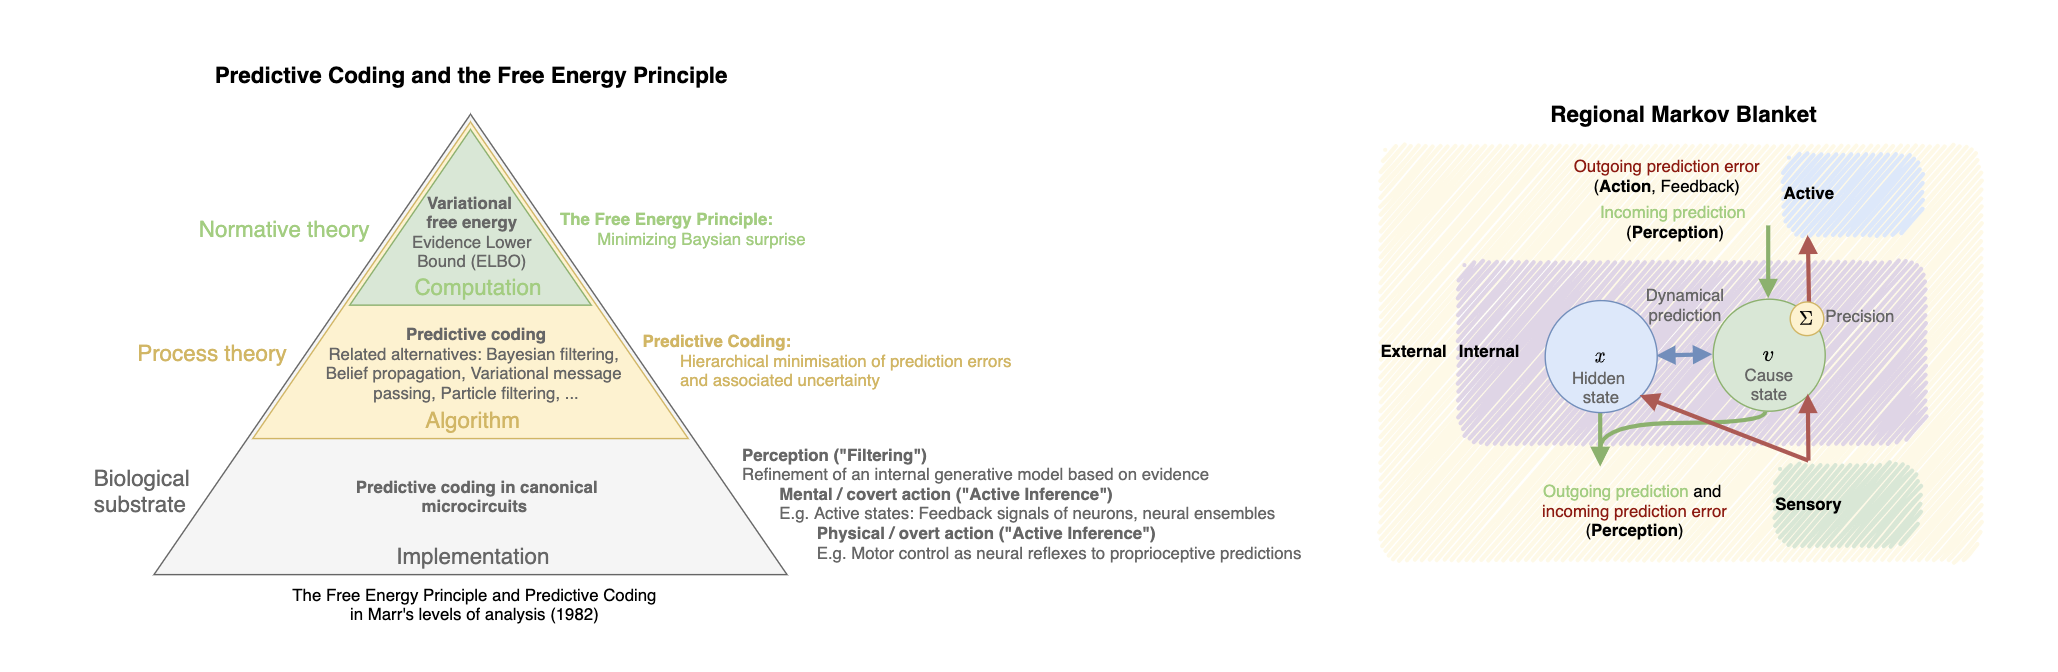 Predictive Coding and the Free Energy Principle
Normative theory
Variational
free energy
Evidence Lower
Bound (ELBO)
Computation
The Free Energy Principle:
Minimizing Baysian surprise
Process theory
Predictive coding
Related alternatives: Bayesian filtering,
Belief propagation, Variational message
passing, Particle filtering, ...
Algorithm
Predictive Coding:
Hierarchical minimisation of prediction errors
and associated uncertainty
Biological
substrate
Predictive coding in canonical
microcircuits
Implementation
Perception ("Filtering")
Refinement of an internal generative model based on evidence
Mental / covert action ("Active Inference")
E.g. Active states: Feedback signals of neurons, neural ensembles
Physical / overt action ("Active Inference")
E.g. Motor control as neural reflexes to proprioceptive predictions
The Free Energy Principle and Predictive Coding
in Marr's levels of analysis (1982)
Regional Markov Blanket
Outgoing prediction error
(Action, Feedback)
Incoming prediction
(Perception)
Active
Dynamical
prediction
Σ
Precision
External
Internal
x
Hidden
state
v
Cause
state
Outgoing prediction and
incoming prediction error
(Perception)
Sensory